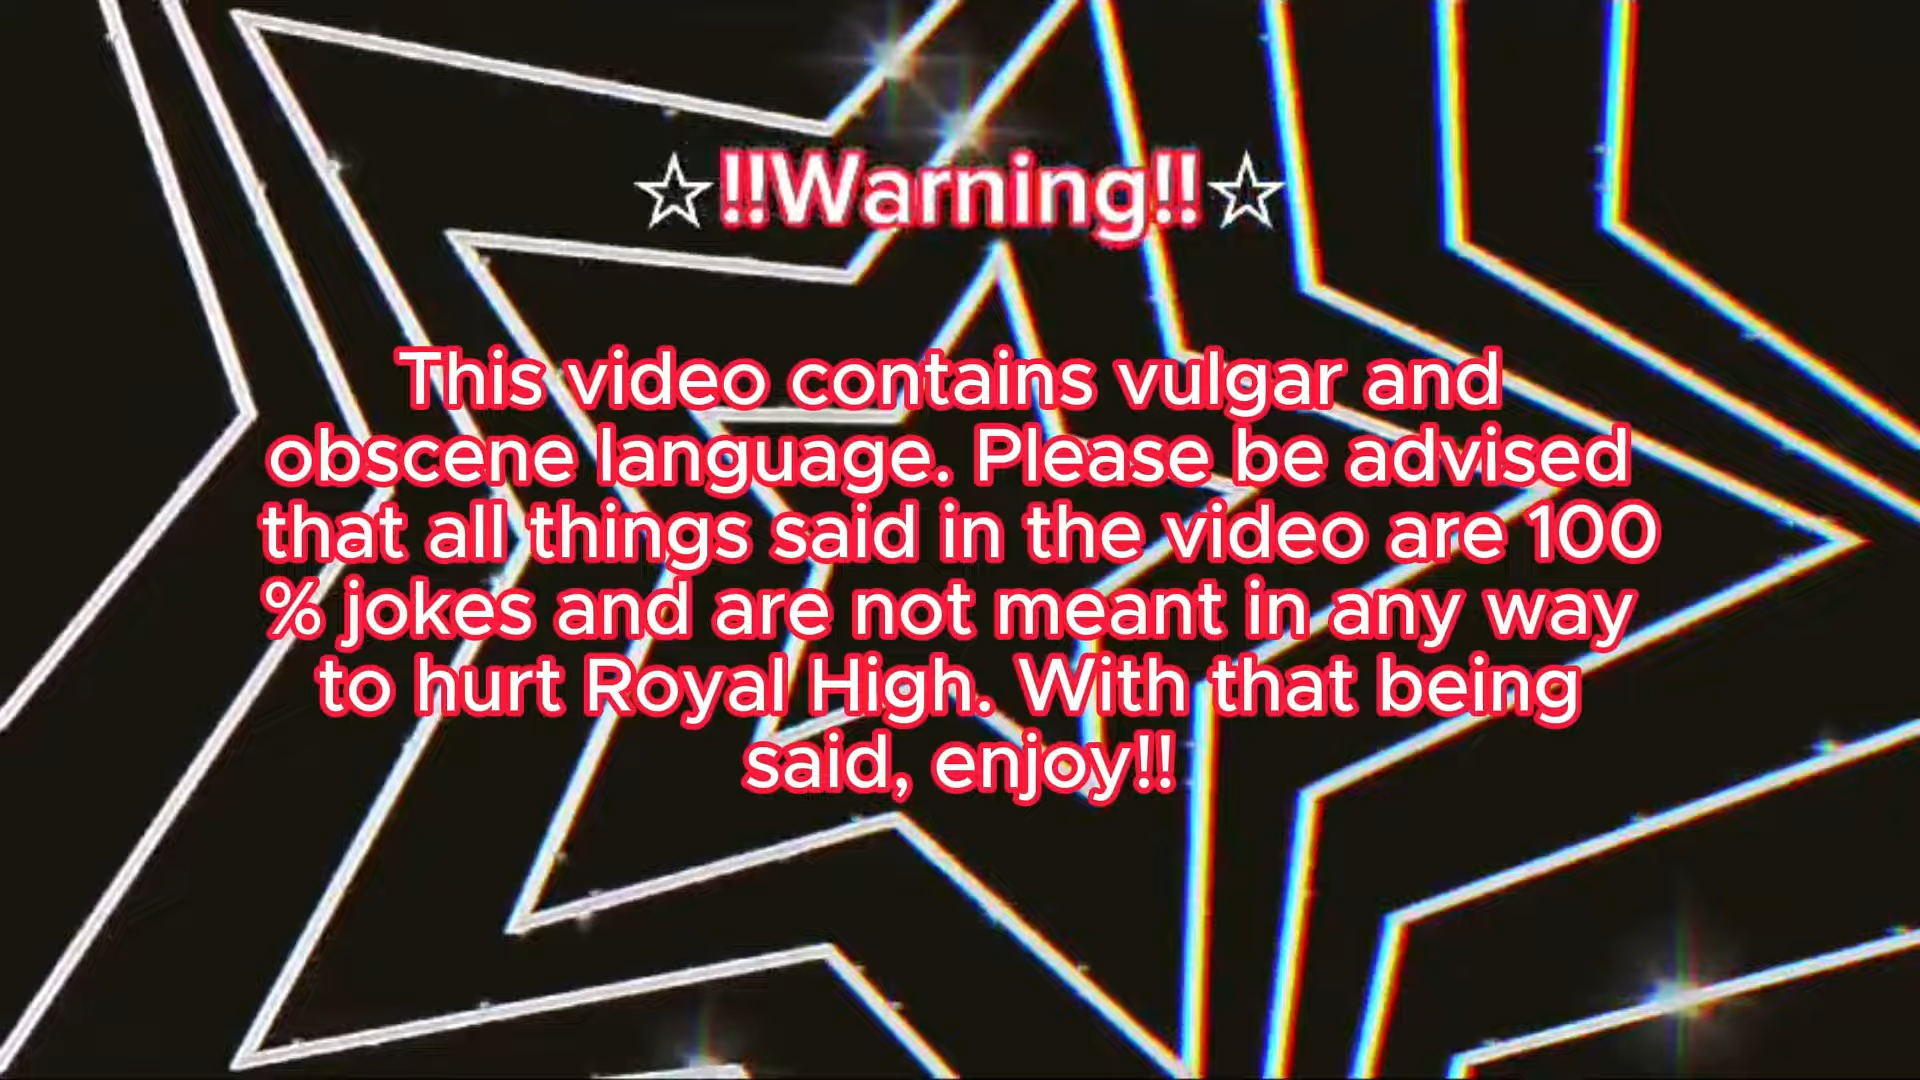 ☆!!Warning!!☆
This video contains vulgar and
obscene language. Please be advised
that all things said in the video are 100
% jokes and are not meant in any way
to hurt Royal High. With that being
said, enjoy!!